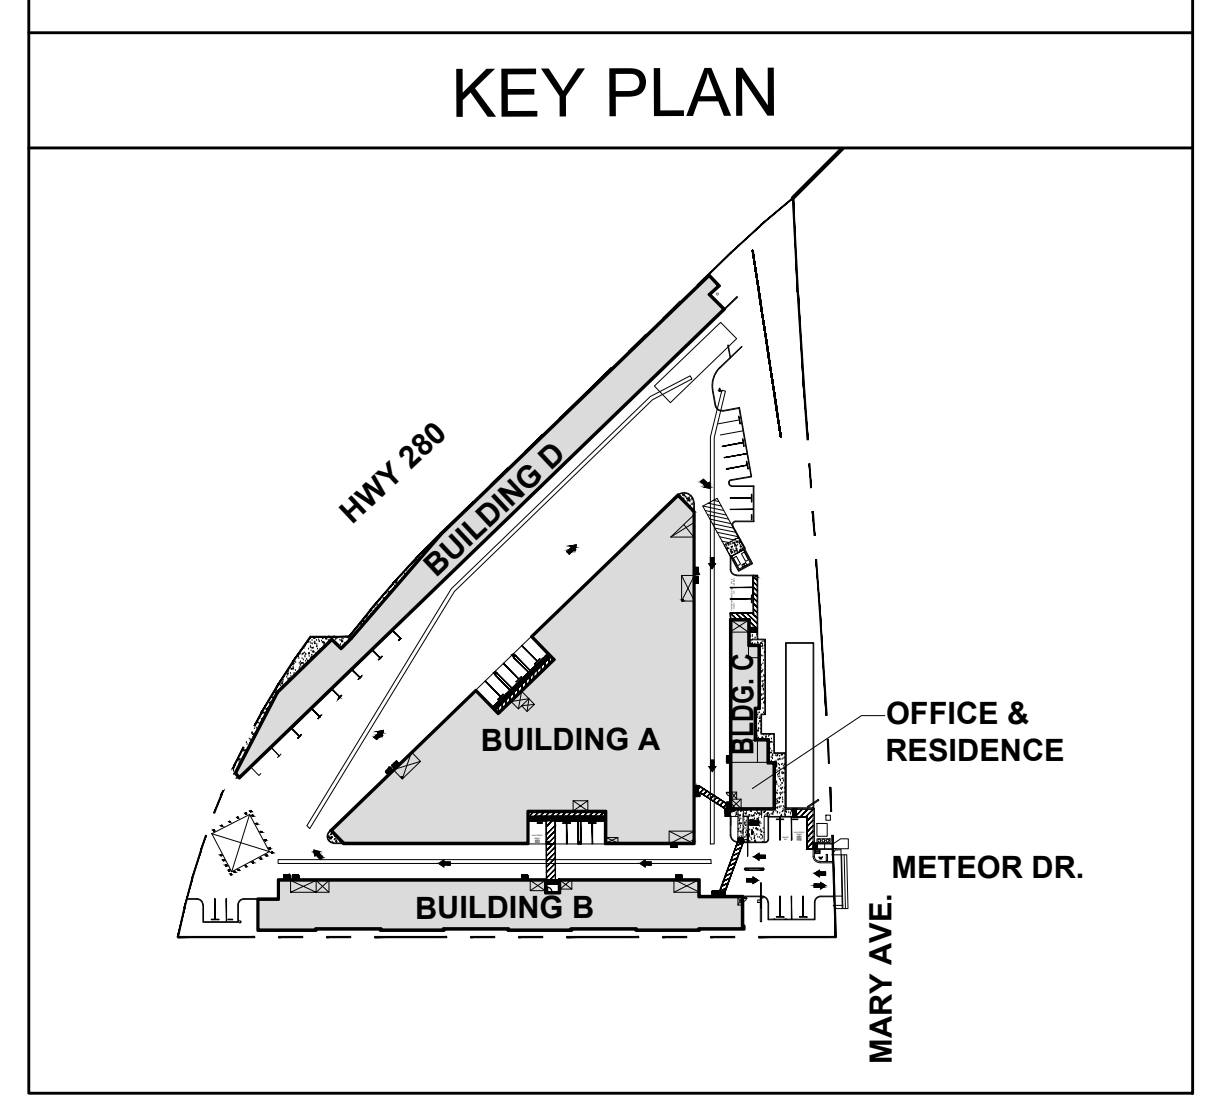 KEY PLAN
HWY 280
BUILDING D
BUILDING A
BLDG. C
OFFICE &
RESIDENCE
METEOR DR.
BUILDING B
MARY AVE.